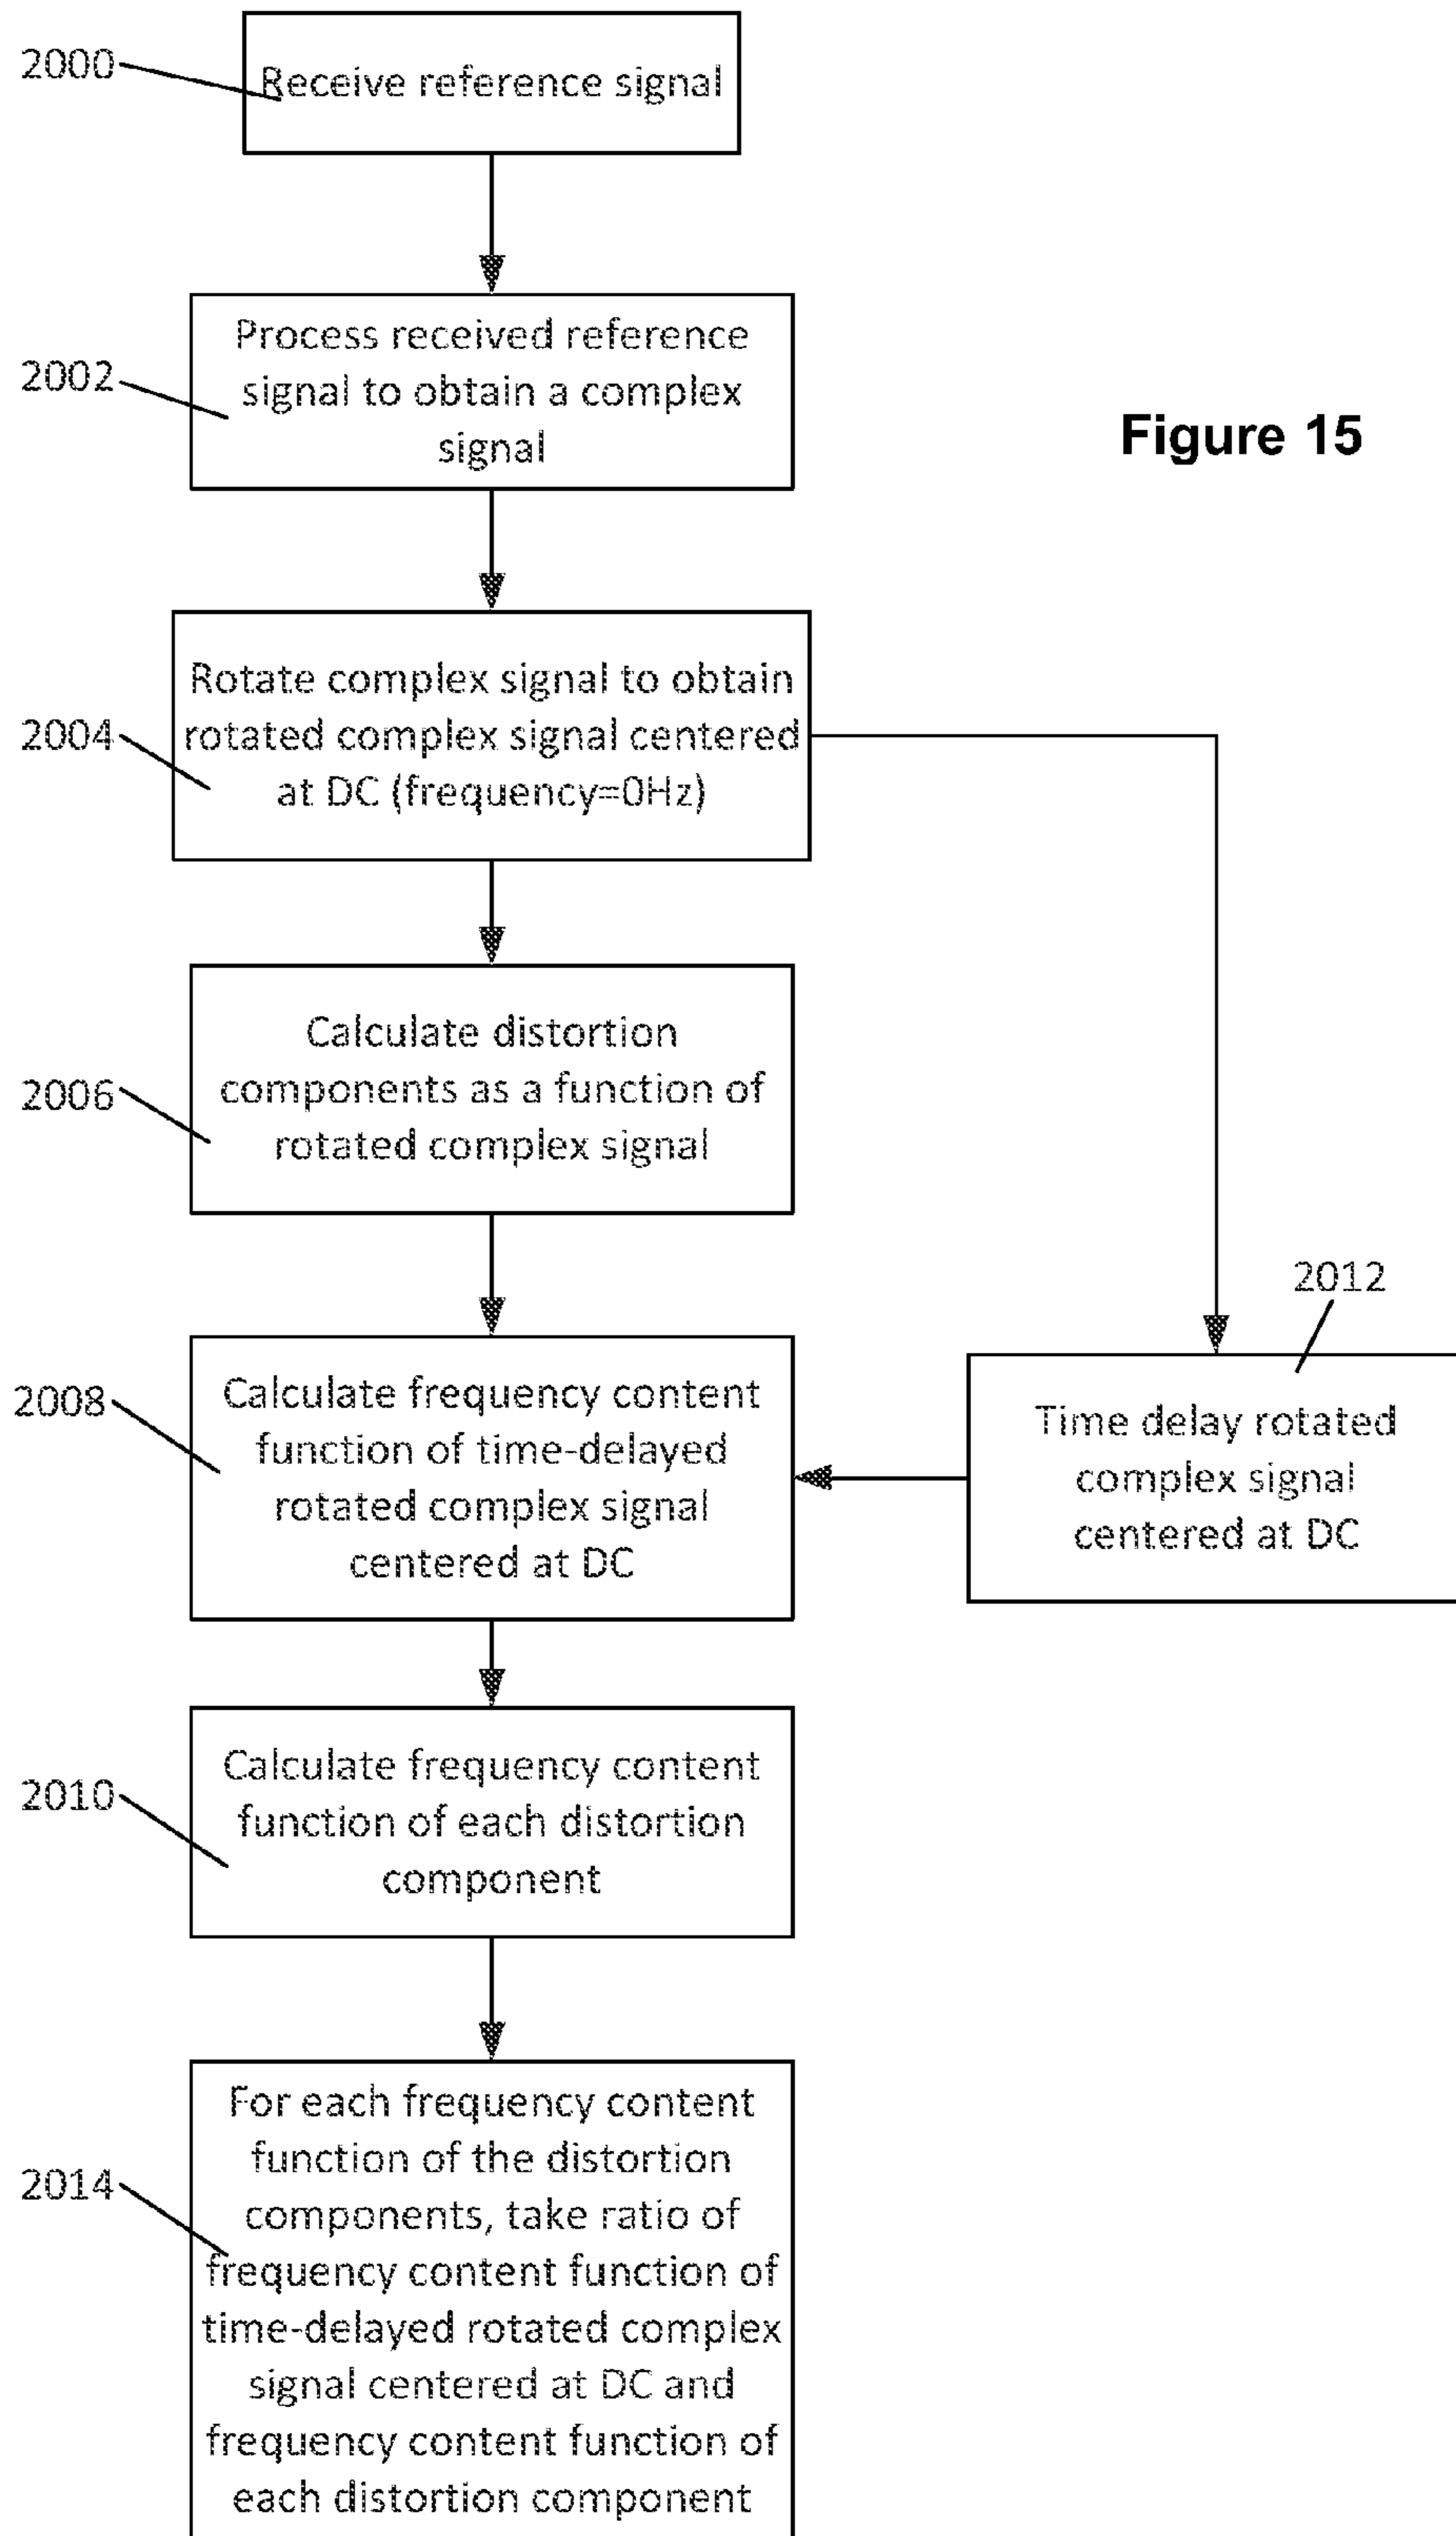 2000
Receive reference signal
2002
Process received reference
signal to obtain a complex
signal
Figure 15
2004
Rotate complex signal to obtain
rotated complex signal centered
at DC (frequency=0Hz)
2006
Calculate distortion
components as a function of
rotated complex signal
2008
Calculate frequency content
function of time-delayed
rotated complex signal
centered at DC
2012
Time delay rotated
complex signal
centered at DC
2010
Calculate frequency content
function of each distortion
component
2014
For each frequency content
function of the distortion
components, take ratio of
frequency content function of
time-delayed rotated complex
signal centered at DC and
frequency content function of
each distortion component